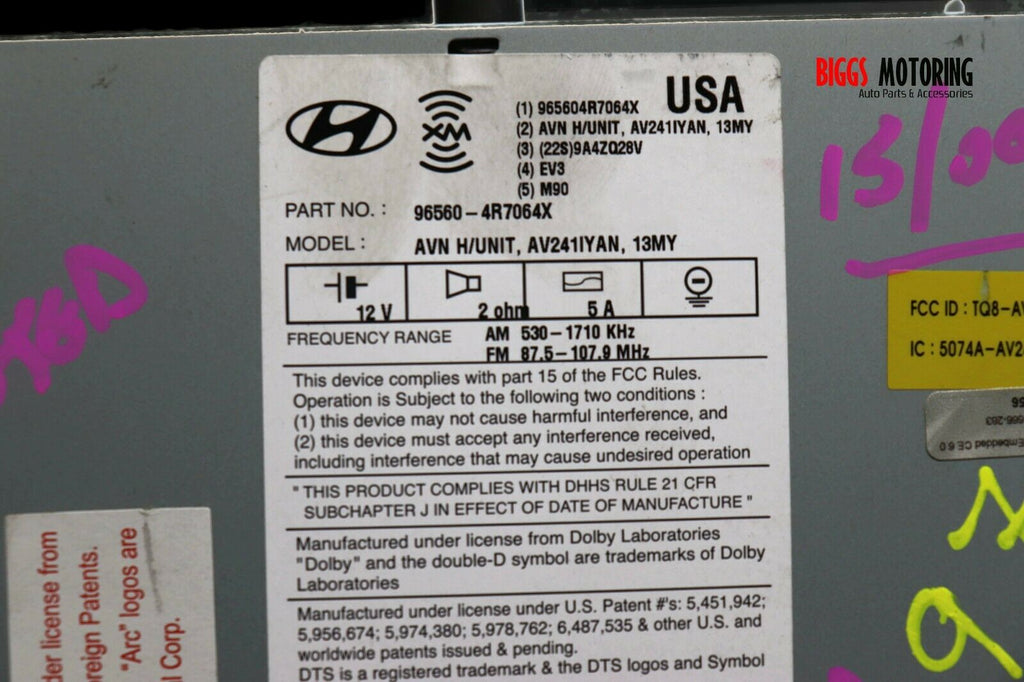 BIGGS MOTORING
Auto Parts & Accessories
USA
XM
(1) 965604R7064X
(2) AVN H/UNIT, AV241IYAN, 13MY
(3) (22S)9A4ZQ28V
(4) EV3
(5) M90
PART NO. : 96560-4R7064X
MODEL : AVN H/UNIT, AV241IYAN, 13MY
12 V 2 ohm 5 A
FREQUENCY RANGE AM 530-1710 KHz
FM 87.5-107.9 MHz
This device complies with part 15 of the FCC Rules.
Operation is Subject to the following two conditions :
(1) this device may not cause harmful interference, and
(2) this device must accept any interference received,
including interference that may cause undesired operation
" THIS PRODUCT COMPLIES WITH DHHS RULE 21 CFR
SUBCHAPTER J IN EFFECT OF DATE OF MANUFACTURE "
Manufactured under license from Dolby Laboratories
"Dolby" and the double-D symbol are trademarks of Dolby
Laboratories
Manufactured under license under U.S. Patent #'s: 5,451,942;
5,956,674; 5,974,380; 5,978,762; 6,487,535 & other U.S. and
worldwide patents issued & pending.
DTS is a registered trademark & the DTS logos and Symbol
FCC ID : TQ8-AV
IC : 5074A-AV2
Embedded CE 6.0
der license from
oreign Patents.
"Arc" logos are
al Corp.